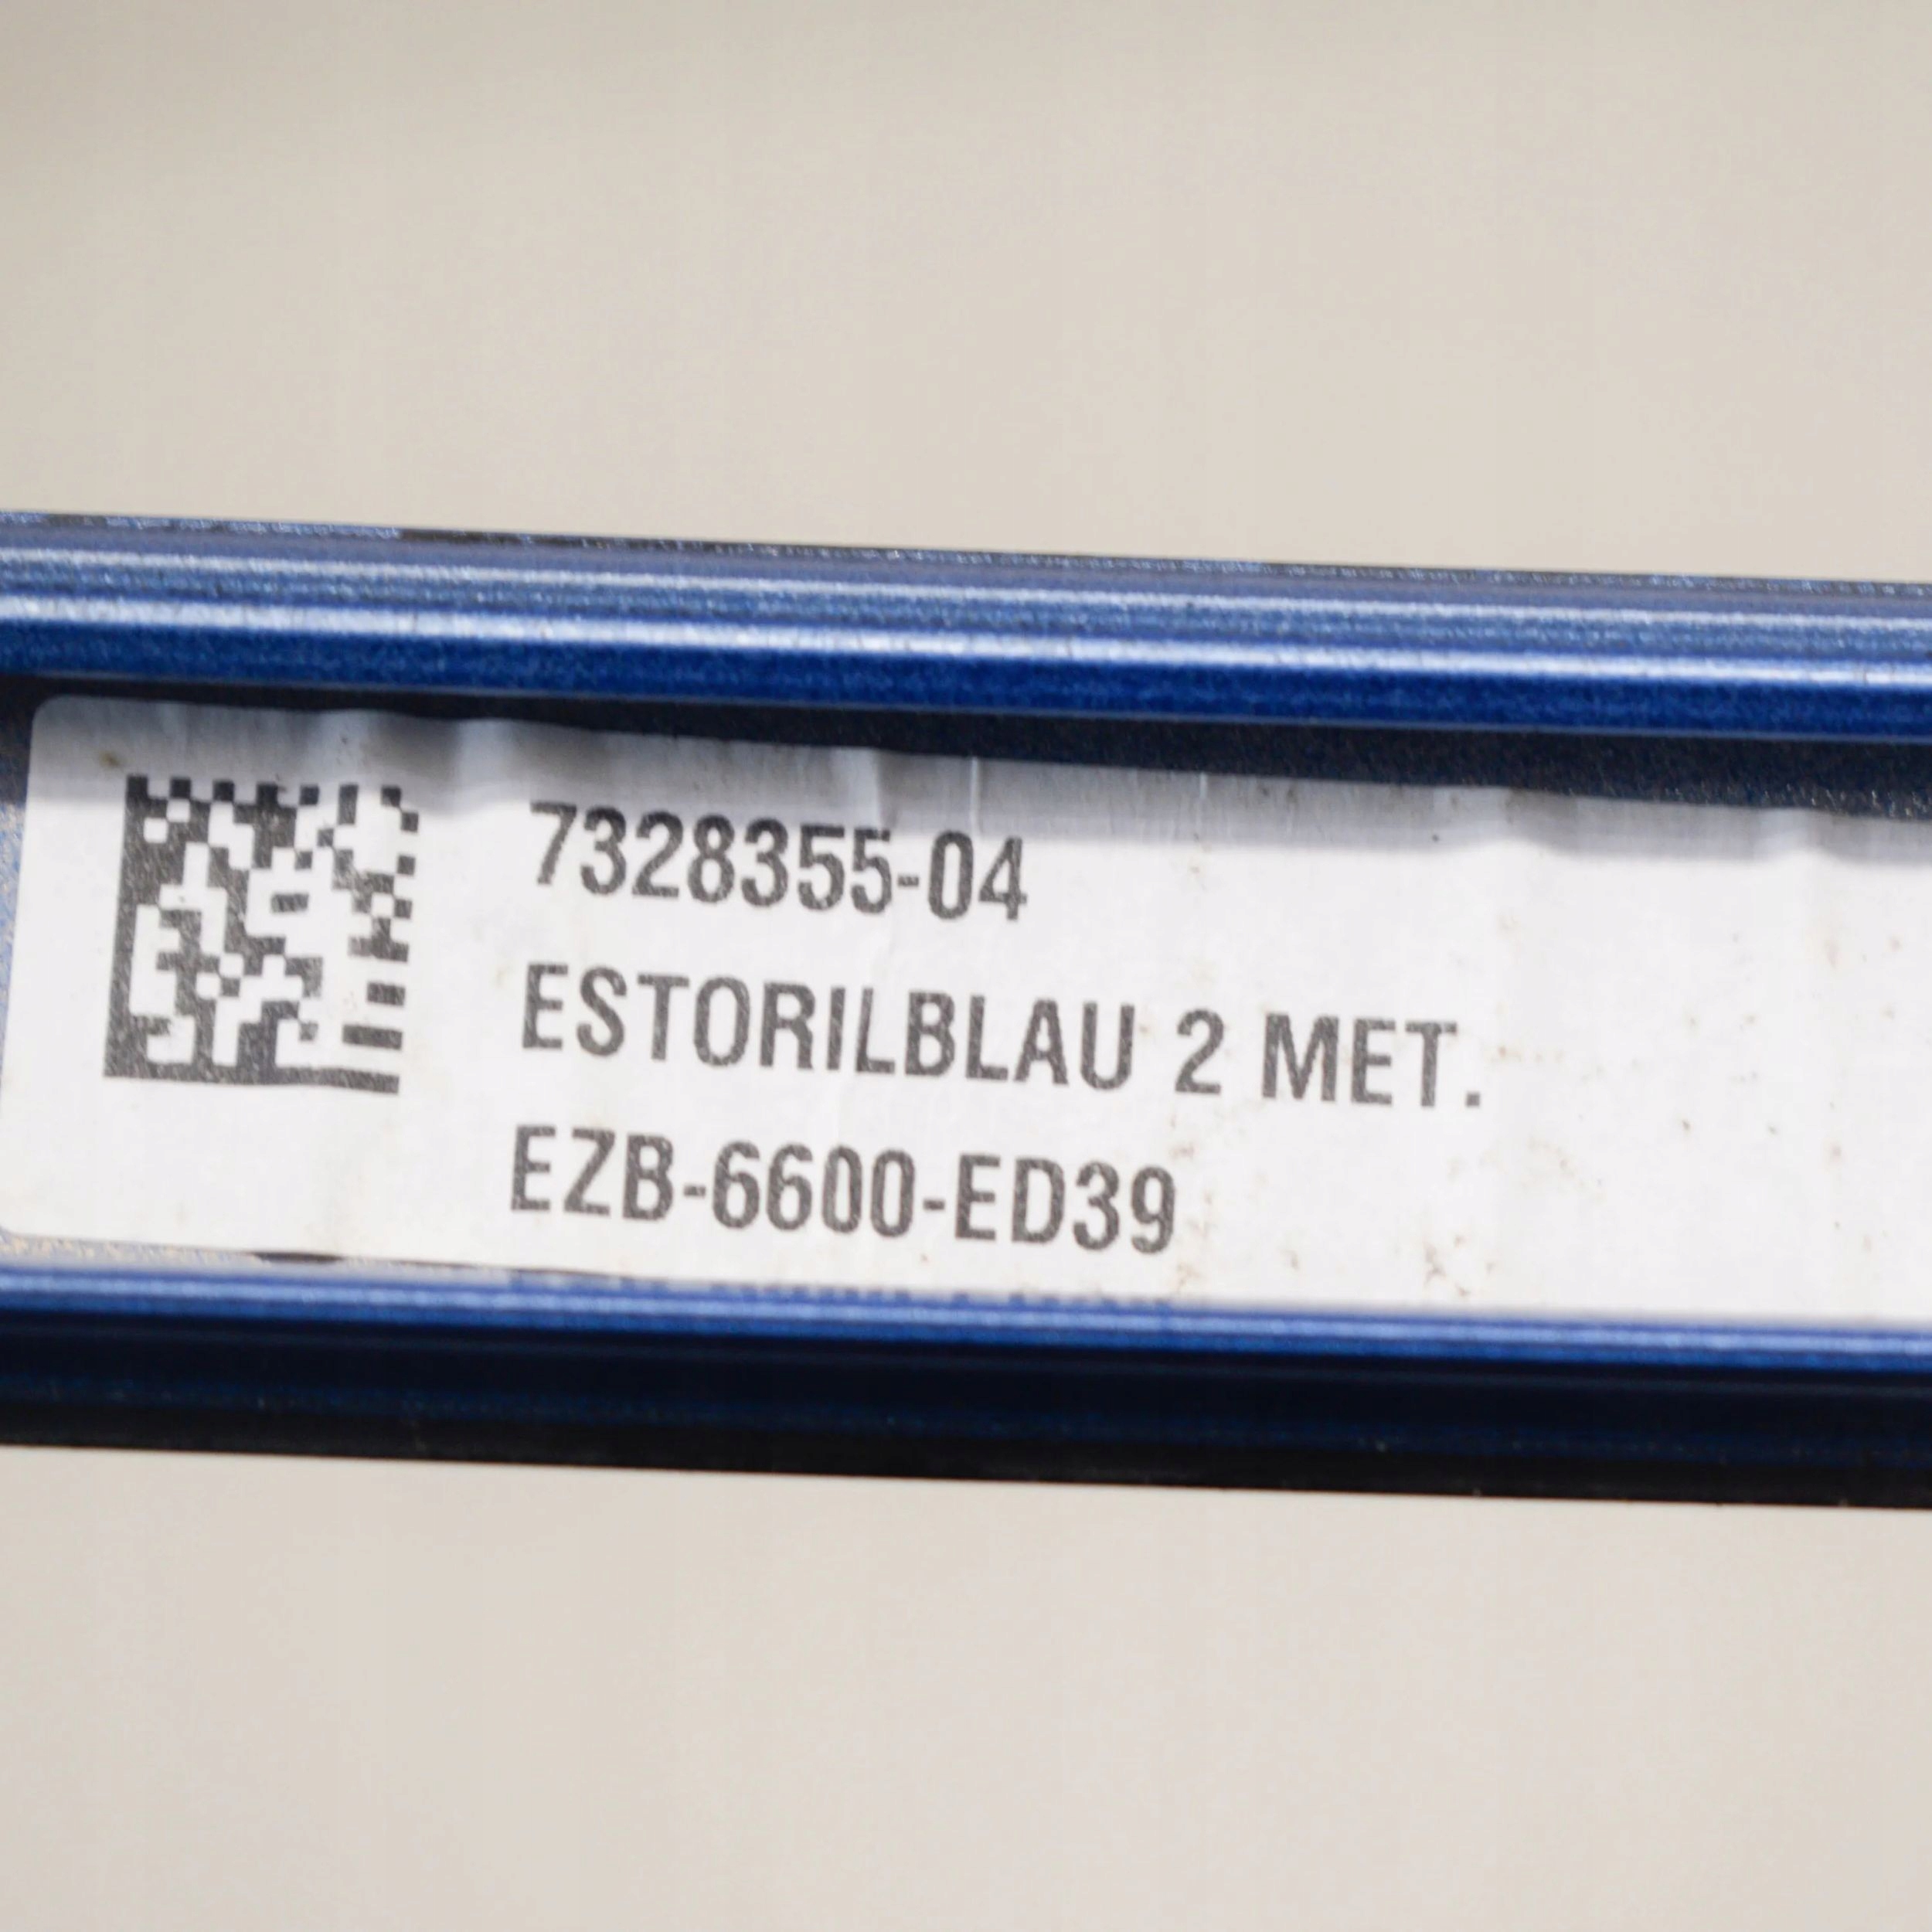 7328355-04
ESTORILBLAU 2 MET.
EZB-6600-ED39